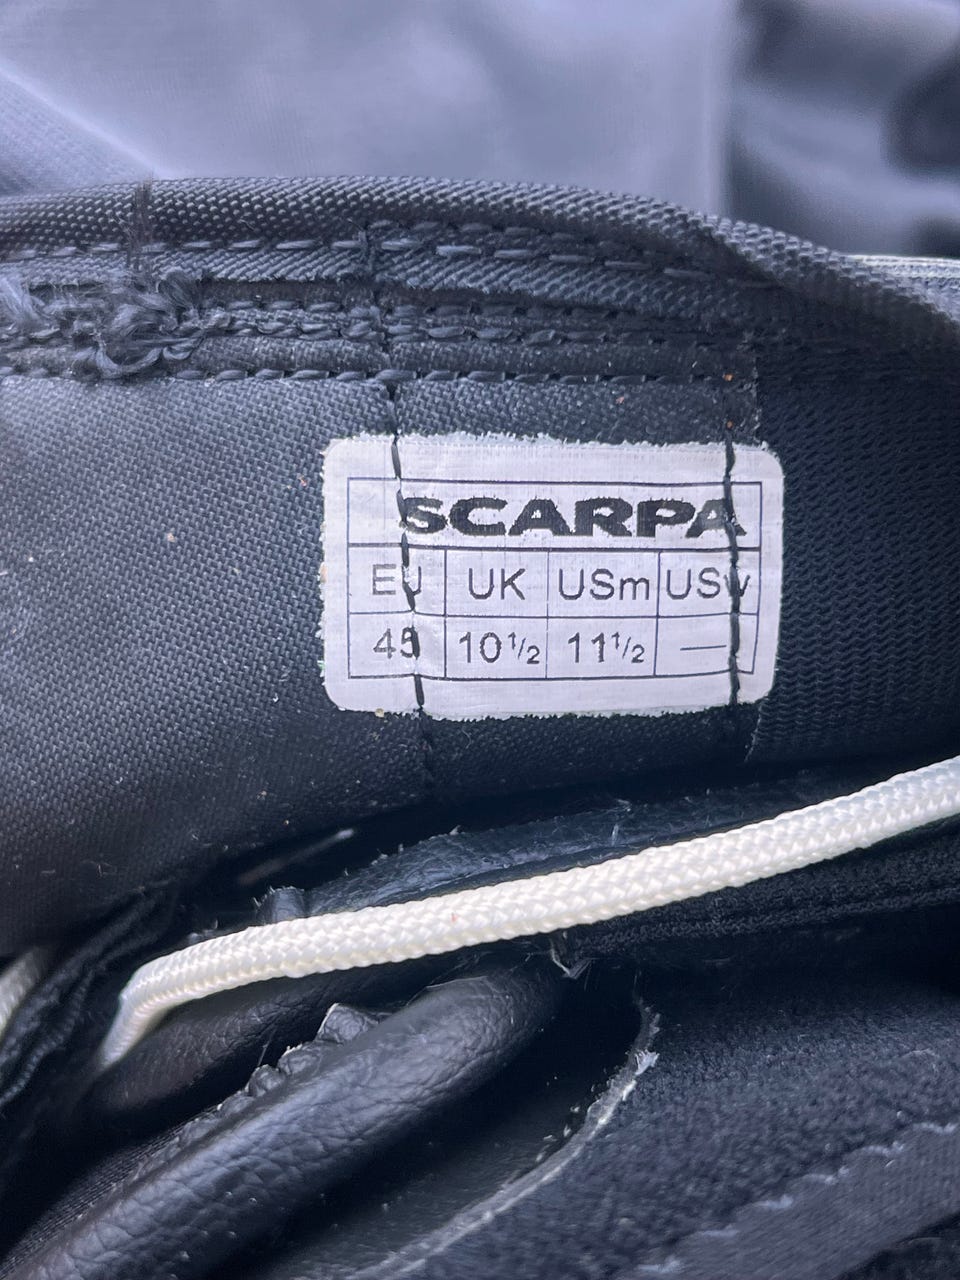 SCARPA
EU UK USm USw
45 10½ 11½ —